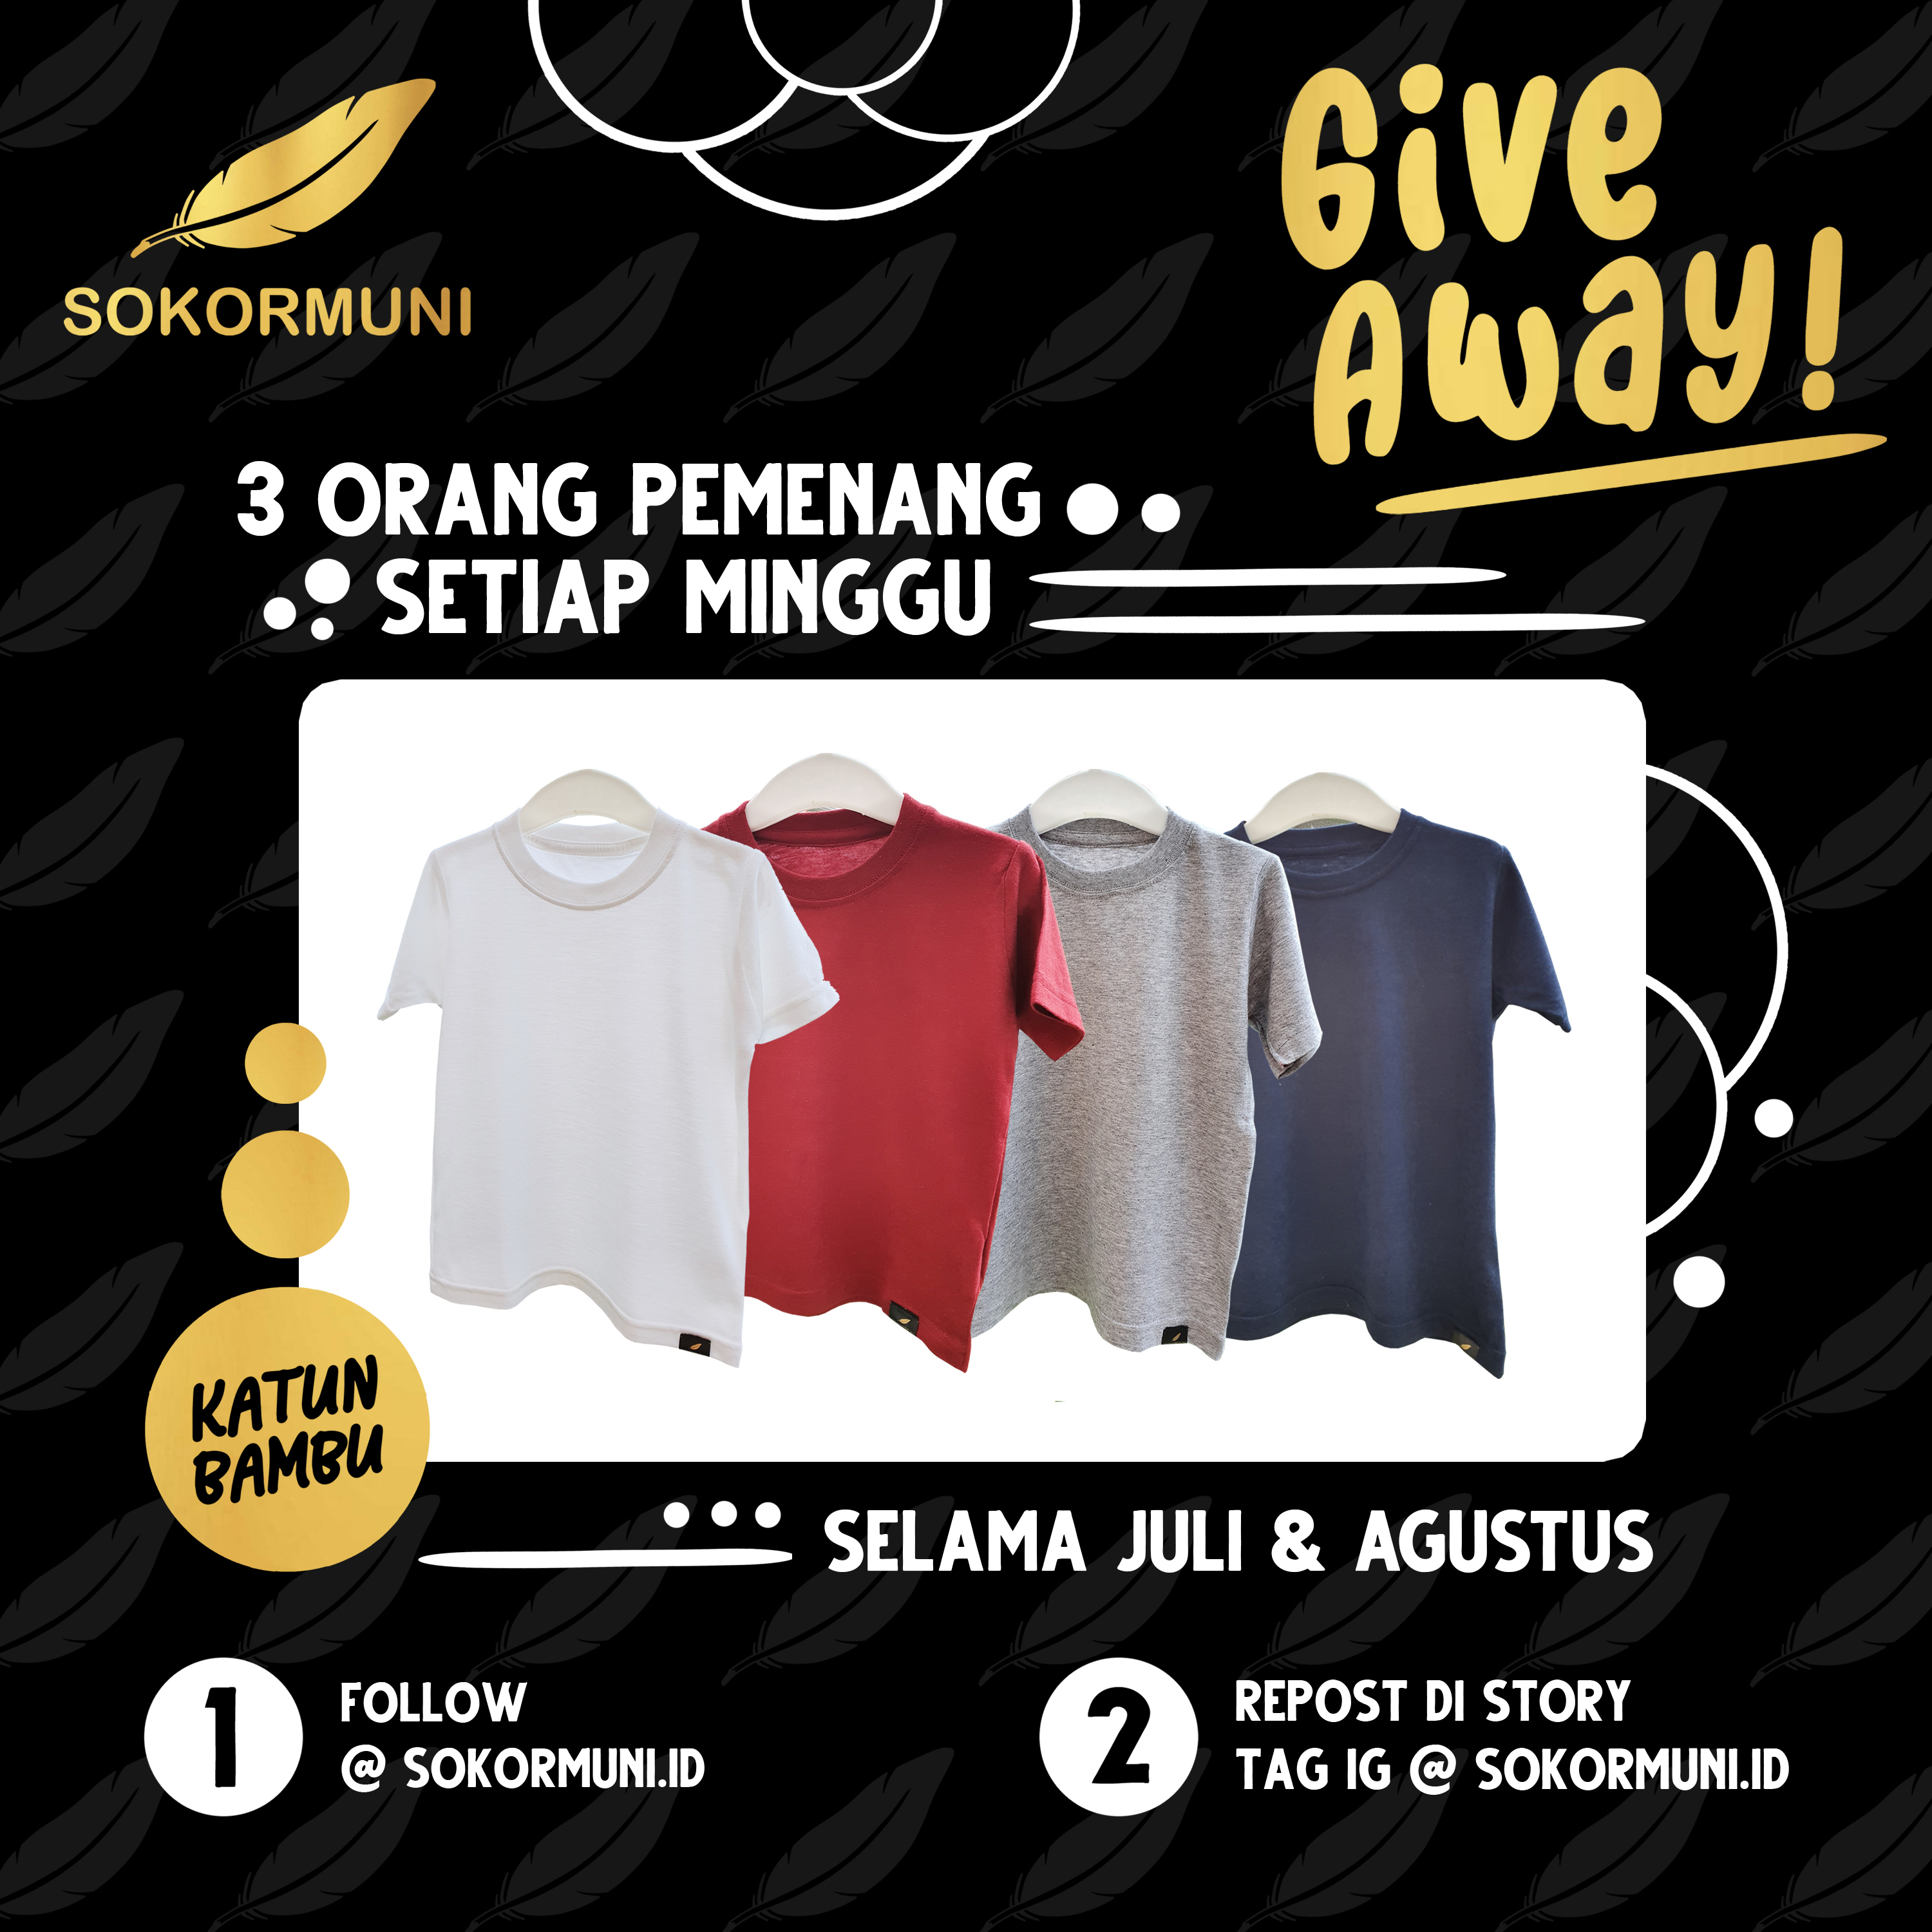 SOKORMUNI
Give
Away!
3 ORANG PEMENANG
SETIAP MINGGU
KATUN
BAMBU
SELAMA JULI & AGUSTUS
1
FOLLOW
@ SOKORMUNI.ID
2
REPOST DI STORY
TAG IG @ SOKORMUNI.ID